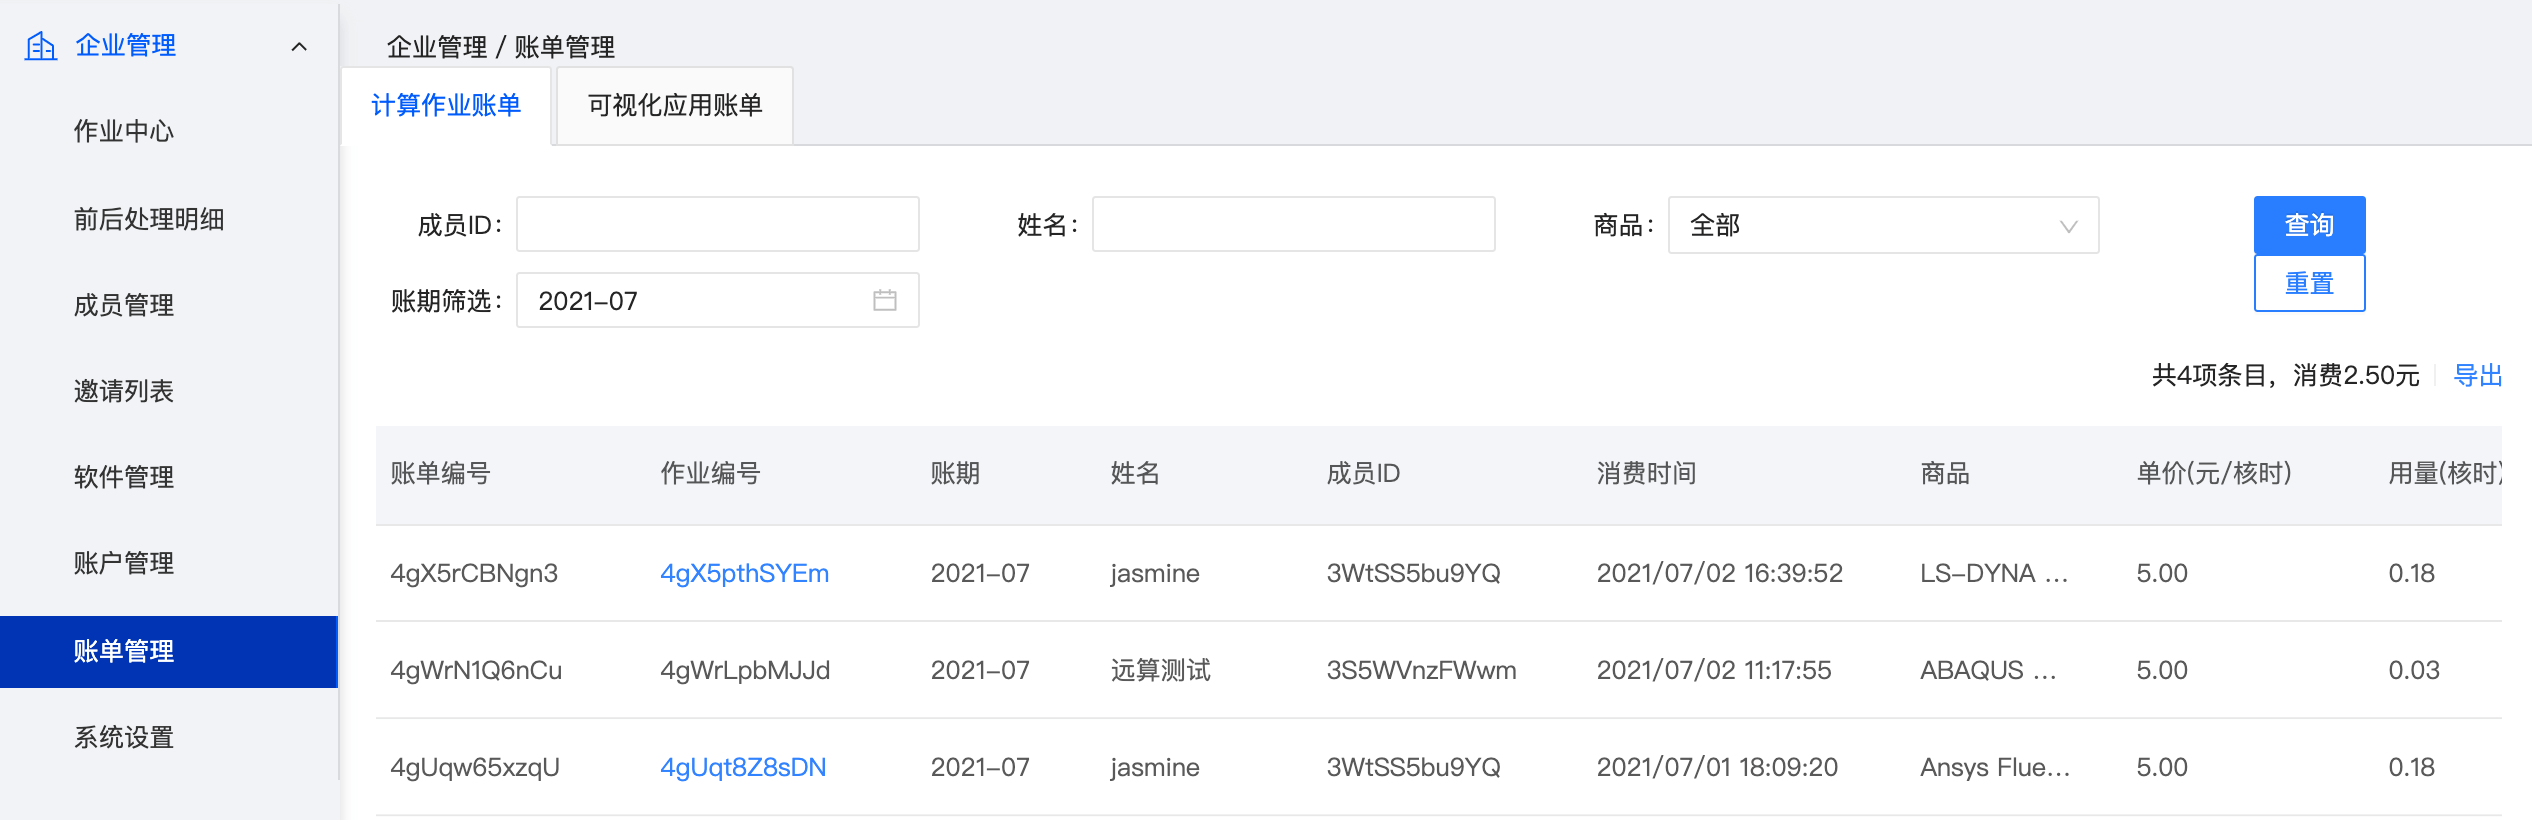 企业管理
作业中心
前后处理明细
成员管理
邀请列表
软件管理
账户管理
账单管理
系统设置
企业管理 / 账单管理
计算作业账单 可视化应用账单
成员ID: 姓名: 商品: 全部 查询
账期筛选: 2021-07 重置
共4项条目，消费2.50元 导出
账单编号 作业编号 账期 姓名 成员ID 消费时间 商品 单价(元/核时) 用量(核时)
4gX5rCBNgn3 4gX5pthSYEm 2021-07 jasmine 3WtSS5bu9YQ 2021/07/02 16:39:52 LS-DYNA ... 5.00 0.18
4gWrN1Q6nCu 4gWrLpbMJJd 2021-07 远算测试 3S5WVnzFWwm 2021/07/02 11:17:55 ABAQUS ... 5.00 0.03
4gUqw65xzqU 4gUqt8Z8sDN 2021-07 jasmine 3WtSS5bu9YQ 2021/07/01 18:09:20 Ansys Flue... 5.00 0.18